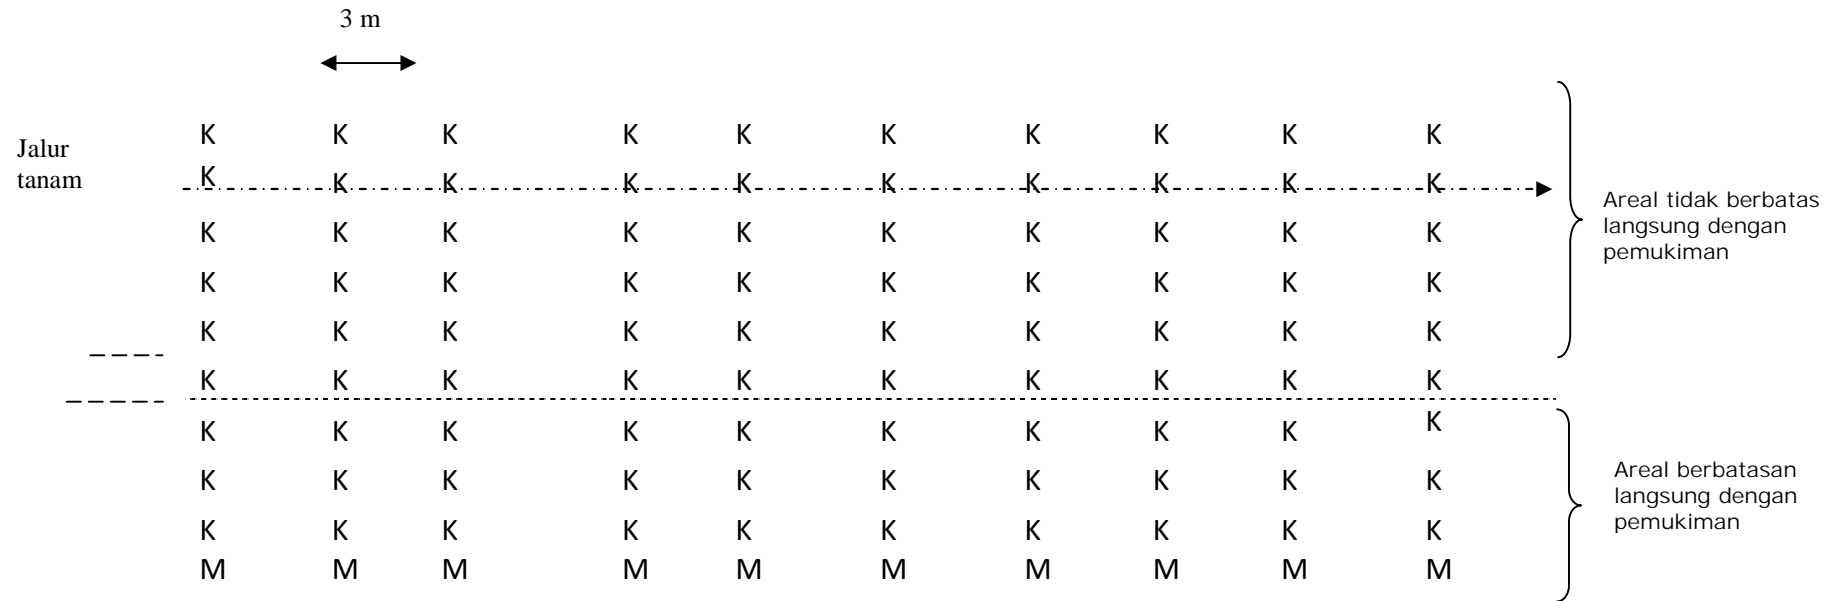 3 m
K K K K K K K K K K
Jalur
tanam
K K K K K K K K K K
K K K K K K K K K K
K K K K K K K K K K
K K K K K K K K K K
K K K K K K K K K K
Areal tidak berbatas
langsung dengan
pemukiman
K K K K K K K K K K
K K K K K K K K K K
K K K K K K K K K K
M M M M M M M M M M
Areal berbatasan
langsung dengan
pemukiman